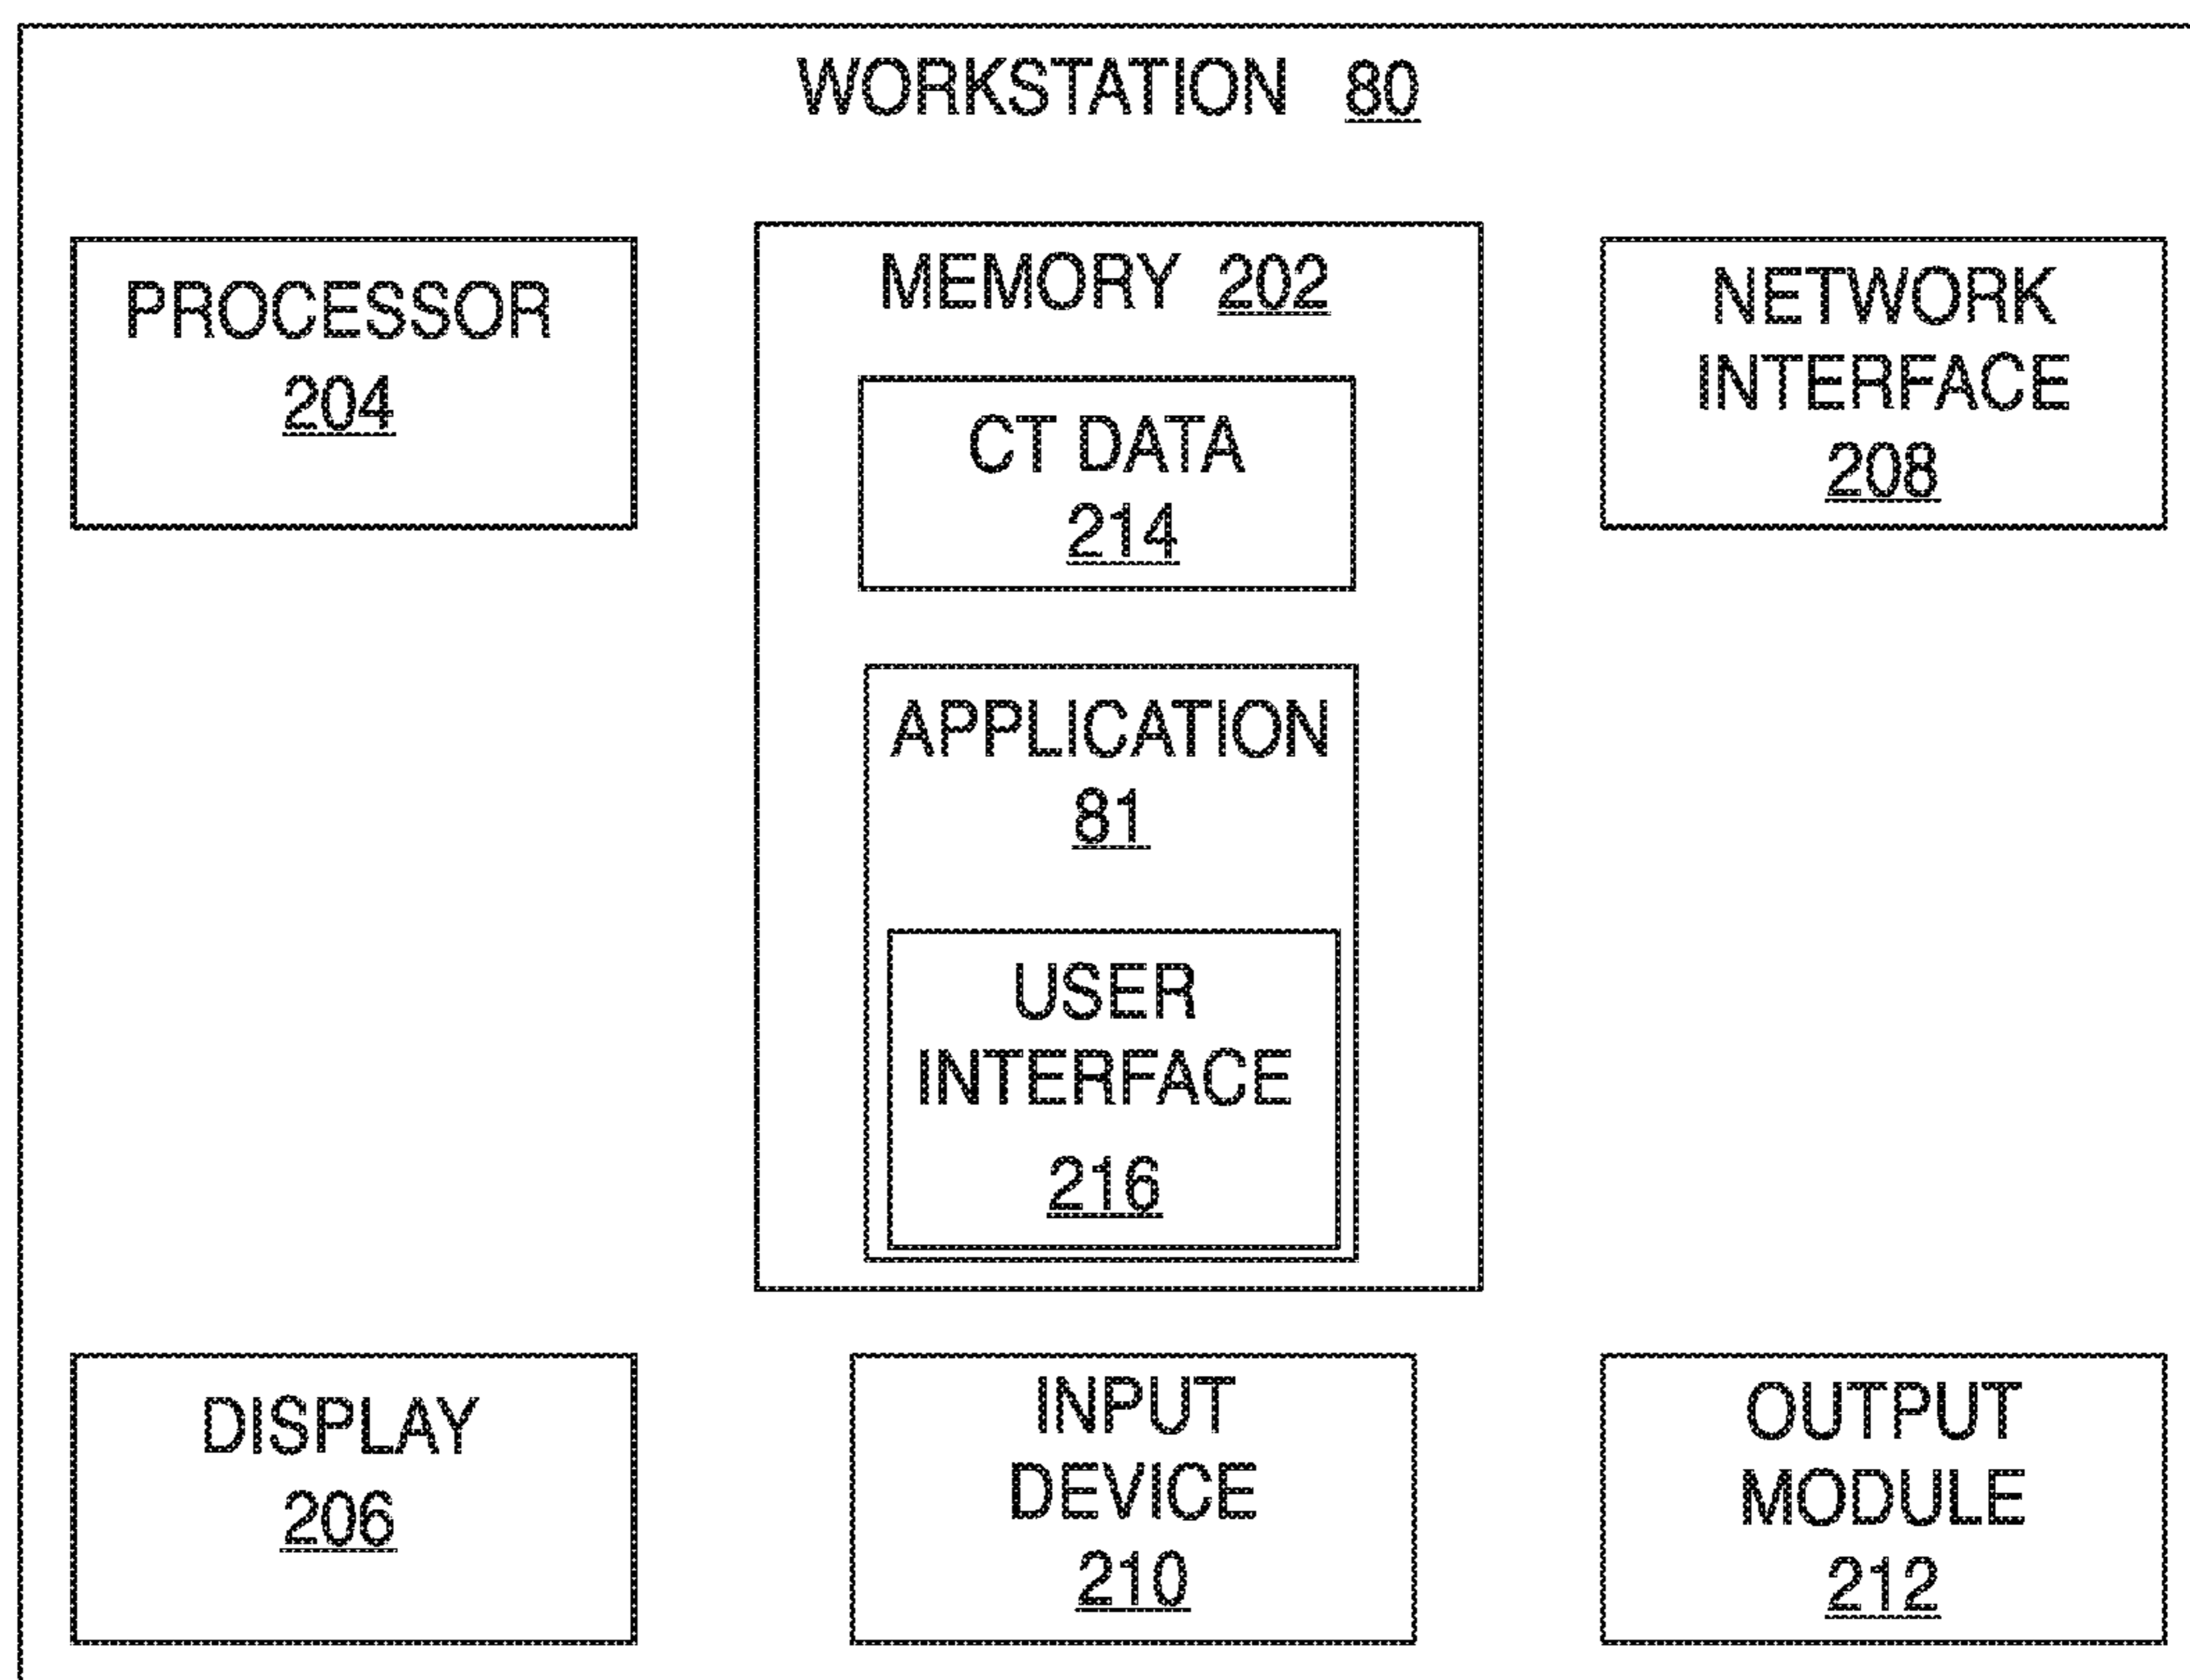 WORKSTATION 80
PROCESSOR
204
MEMORY 202
CT DATA
214
APPLICATION
81
USER
INTERFACE
216
NETWORK
INTERFACE
208
DISPLAY
206
INPUT
DEVICE
210
OUTPUT
MODULE
212